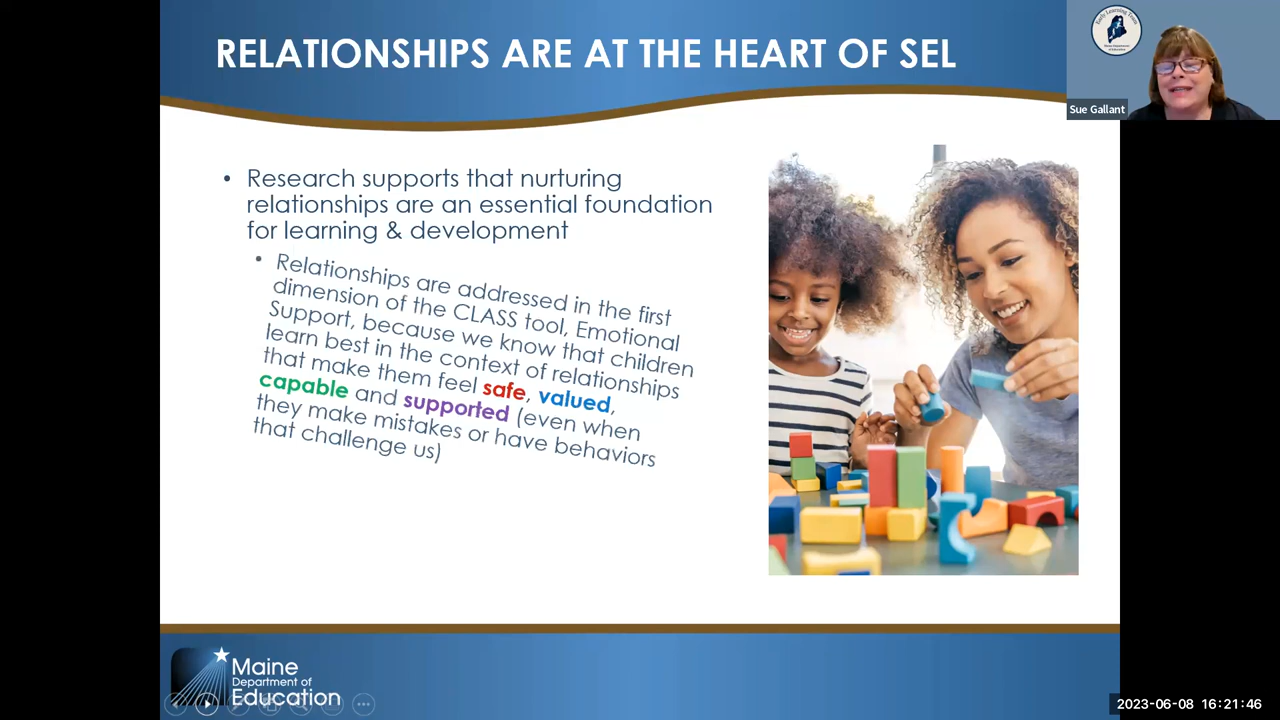 RELATIONSHIPS ARE AT THE HEART OF SEL
Sue Gallant
• Research supports that nurturing
relationships are an essential foundation
for learning & development
• Relationships are addressed in the first
dimension of the CLASS tool, Emotional
Support, because we know that children
learn best in the context of relationships
that make them feel safe, valued,
capable and supported (even when
they make mistakes or have behaviors
that challenge us)
Maine
Department of
Education
2023-06-08 16:21:46